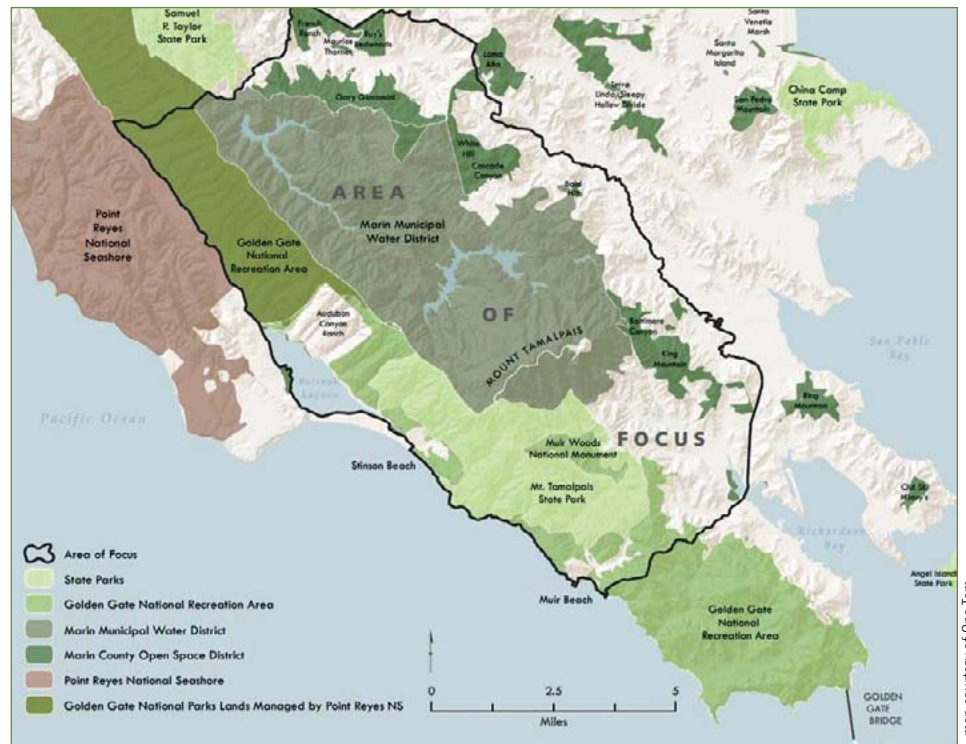 Samuel
P. Taylor
State Park
French
Ranch
Maurice
Thorner
Roy's
Redwoods
Loma
Alta
Santa
Venetia
Marsh
Santa
Margarita
Island
Terra
Linda/Sleepy
Hollow Divide
San Pedro
Mountain
China Camp
State Park
Gary Giacomini
White
Hill
Cascade
Canyon
Bald
Hill
AREA
Point
Reyes
National
Seashore
Marin Municipal
Water District
Golden Gate
National
Recreation Area
OF
Audubon
Canyon
Ranch
MOUNT TAMALPAIS
Baltimore
Canyon
King
Mountain
San Pablo
Bay
Bolinas
Lagoon
Ring
Mountain
Pacific Ocean
FOCUS
Muir Woods
National Monument
Stinson Beach
Mt. Tamalpais
State Park
Old St.
Hilary's
Richardson
Bay
Angel Island
State Park
Muir Beach
Golden Gate
National
Recreation Area
Area of Focus
State Parks
Golden Gate National Recreation Area
Marin Municipal Water District
Marin County Open Space District
Point Reyes National Seashore
Golden Gate National Parks Lands Managed by Point Reyes NS
0 2.5 5
Miles
GOLDEN
GATE
BRIDGE
map courtesy of One Tam